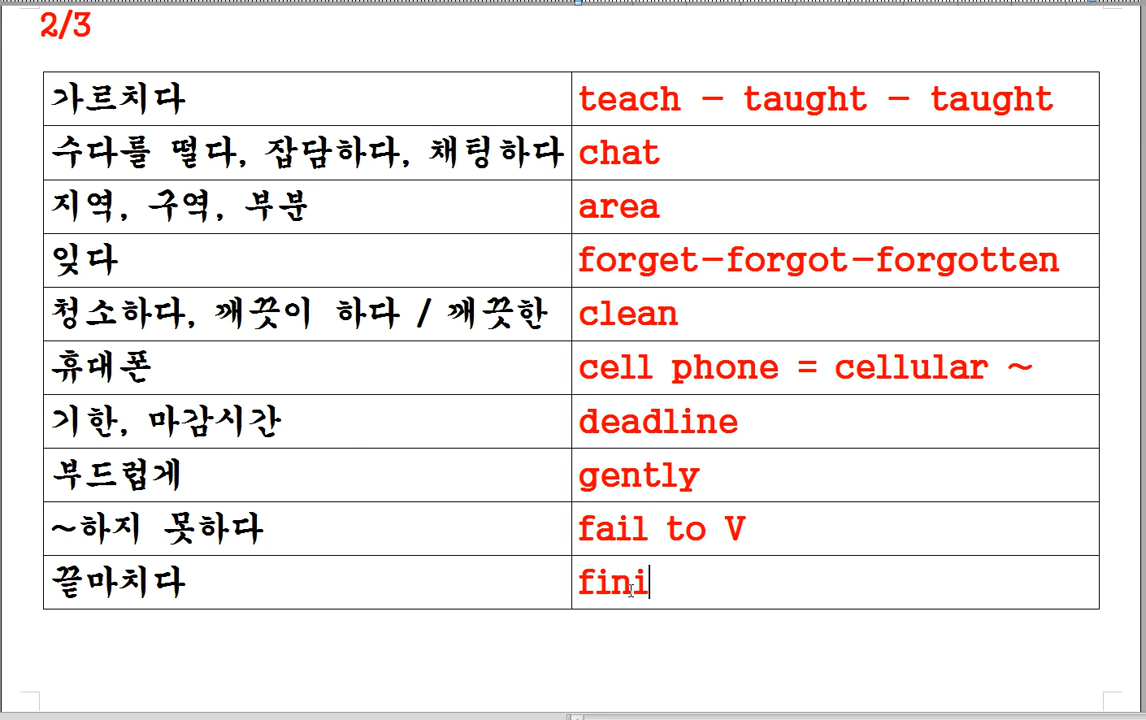 2/3
가르치다 teach - taught - taught
수다를 떨다, 잡담하다, 채팅하다 chat
지역, 구역, 부분 area
잊다 forget-forgot-forgotten
청소하다, 깨끗이 하다 / 깨끗한 clean
휴대폰 cell phone = cellular ~
기한, 마감시간 deadline
부드럽게 gently
~하지 못하다 fail to V
끝마치다 fini